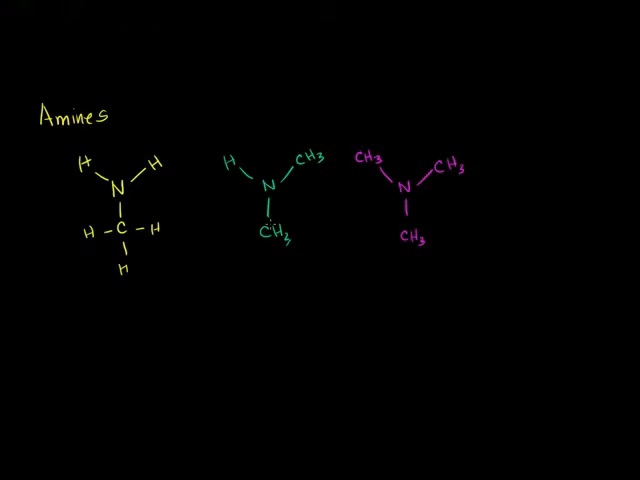 Amines
H H H CH3 CH3 CH3
N N N
H C H CH3 CH3
H